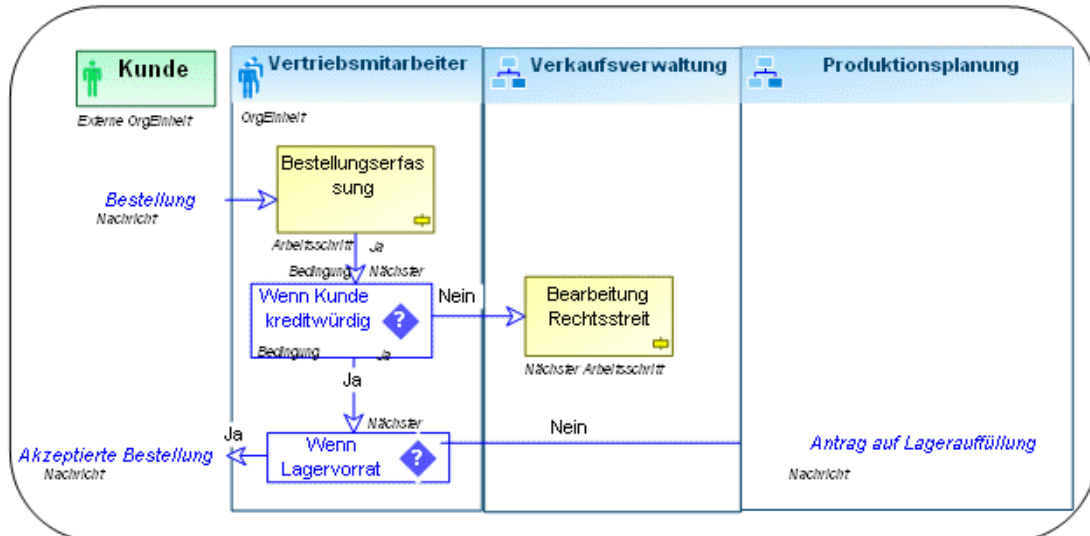 Kunde
Vertriebsmitarbeiter
Verkaufsverwaltung
Produktionsplanung
Externe OrgEinheit
OrgEinheit
Bestellungserfas
sung
Bestellung
Nachricht
Arbeitsschritt
Ja
Bedingung
Nächster
Wenn Kunde
kreditwürdig
Nein
Bearbeitung
Rechtsstreit
Bedingung
Ja
Nächster Arbeitsschritt
Ja
Nächster
Ja
Wenn
Lagervorrat
Nein
Akzeptierte Bestellung
Nachricht
Antrag auf Lagerauffüllung
Nachricht